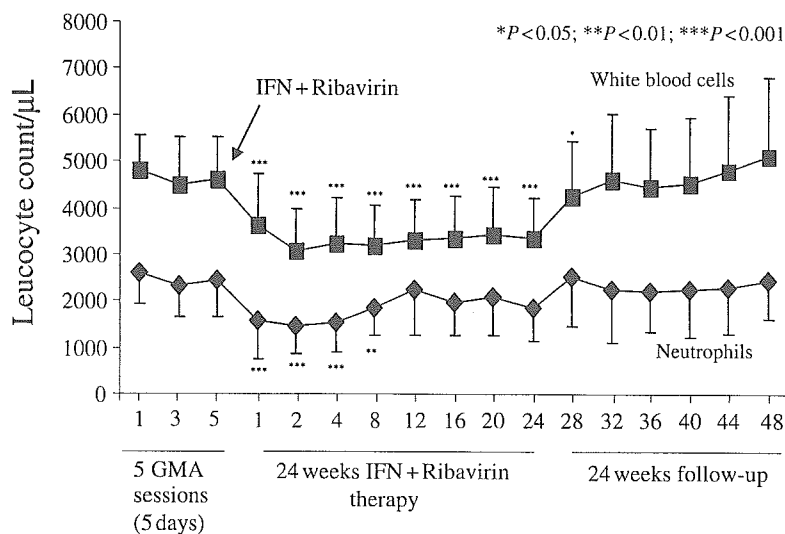 *P<0.05; **P<0.01; ***P<0.001
8000
7000
6000
5000
4000
3000
2000
1000
0
Leucocyte count/μL
IFN+Ribavirin
White blood cells
Neutrophils
*** *** *** *** *** *** *** *** *
*** *** *** **
1 3 5 1 2 4 8 12 16 20 24 28 32 36 40 44 48
5 GMA
sessions
(5 days)
24 weeks IFN+Ribavirin
therapy
24 weeks follow-up